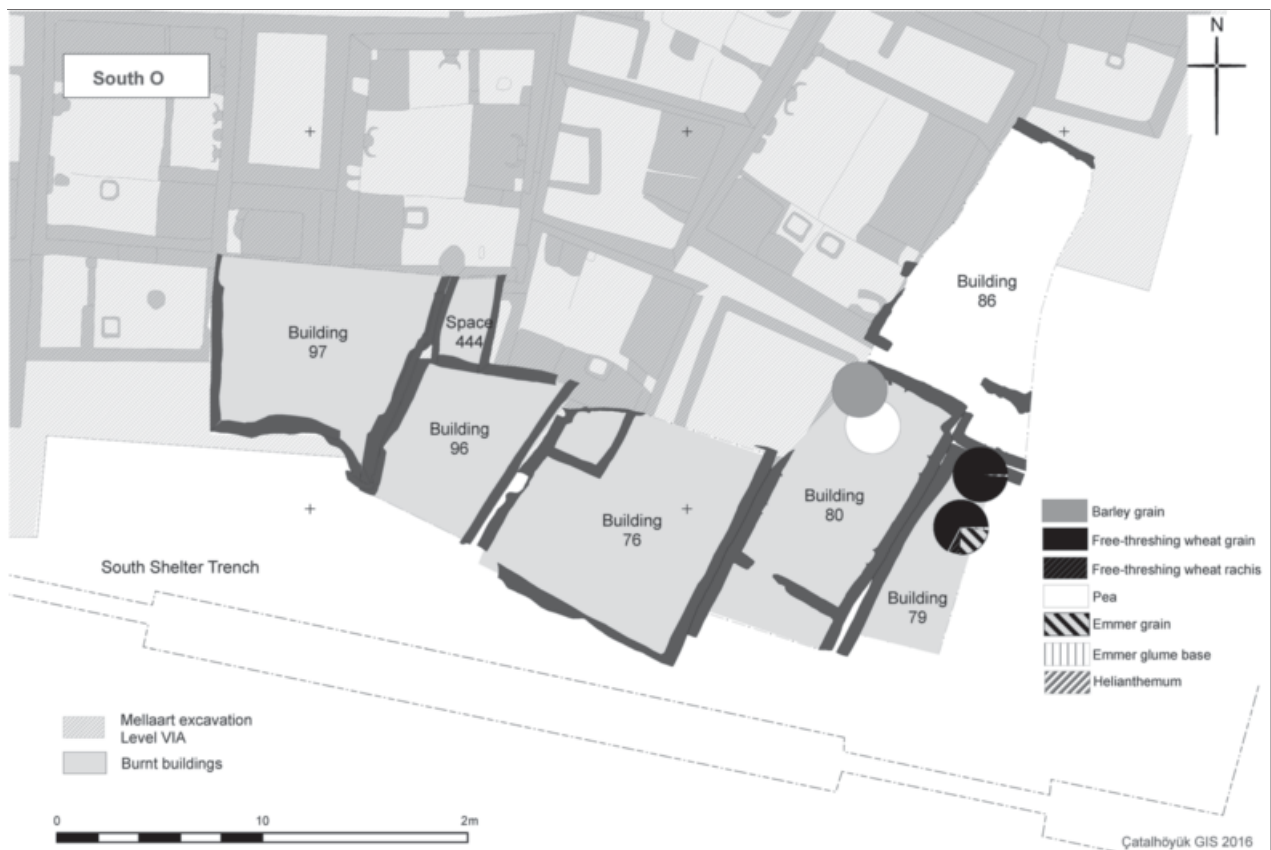 South O
N
Building
86
Building
97
Space
444
Building
96
Building
76
Building
80
Building
79
South Shelter Trench
Barley grain
Free-threshing wheat grain
Free-threshing wheat rachis
Pea
Emmer grain
Emmer glume base
Helianthemum
Mellaart excavation
Level VIA
Burnt buildings
0 10 2m
Çatalhöyük GIS 2016